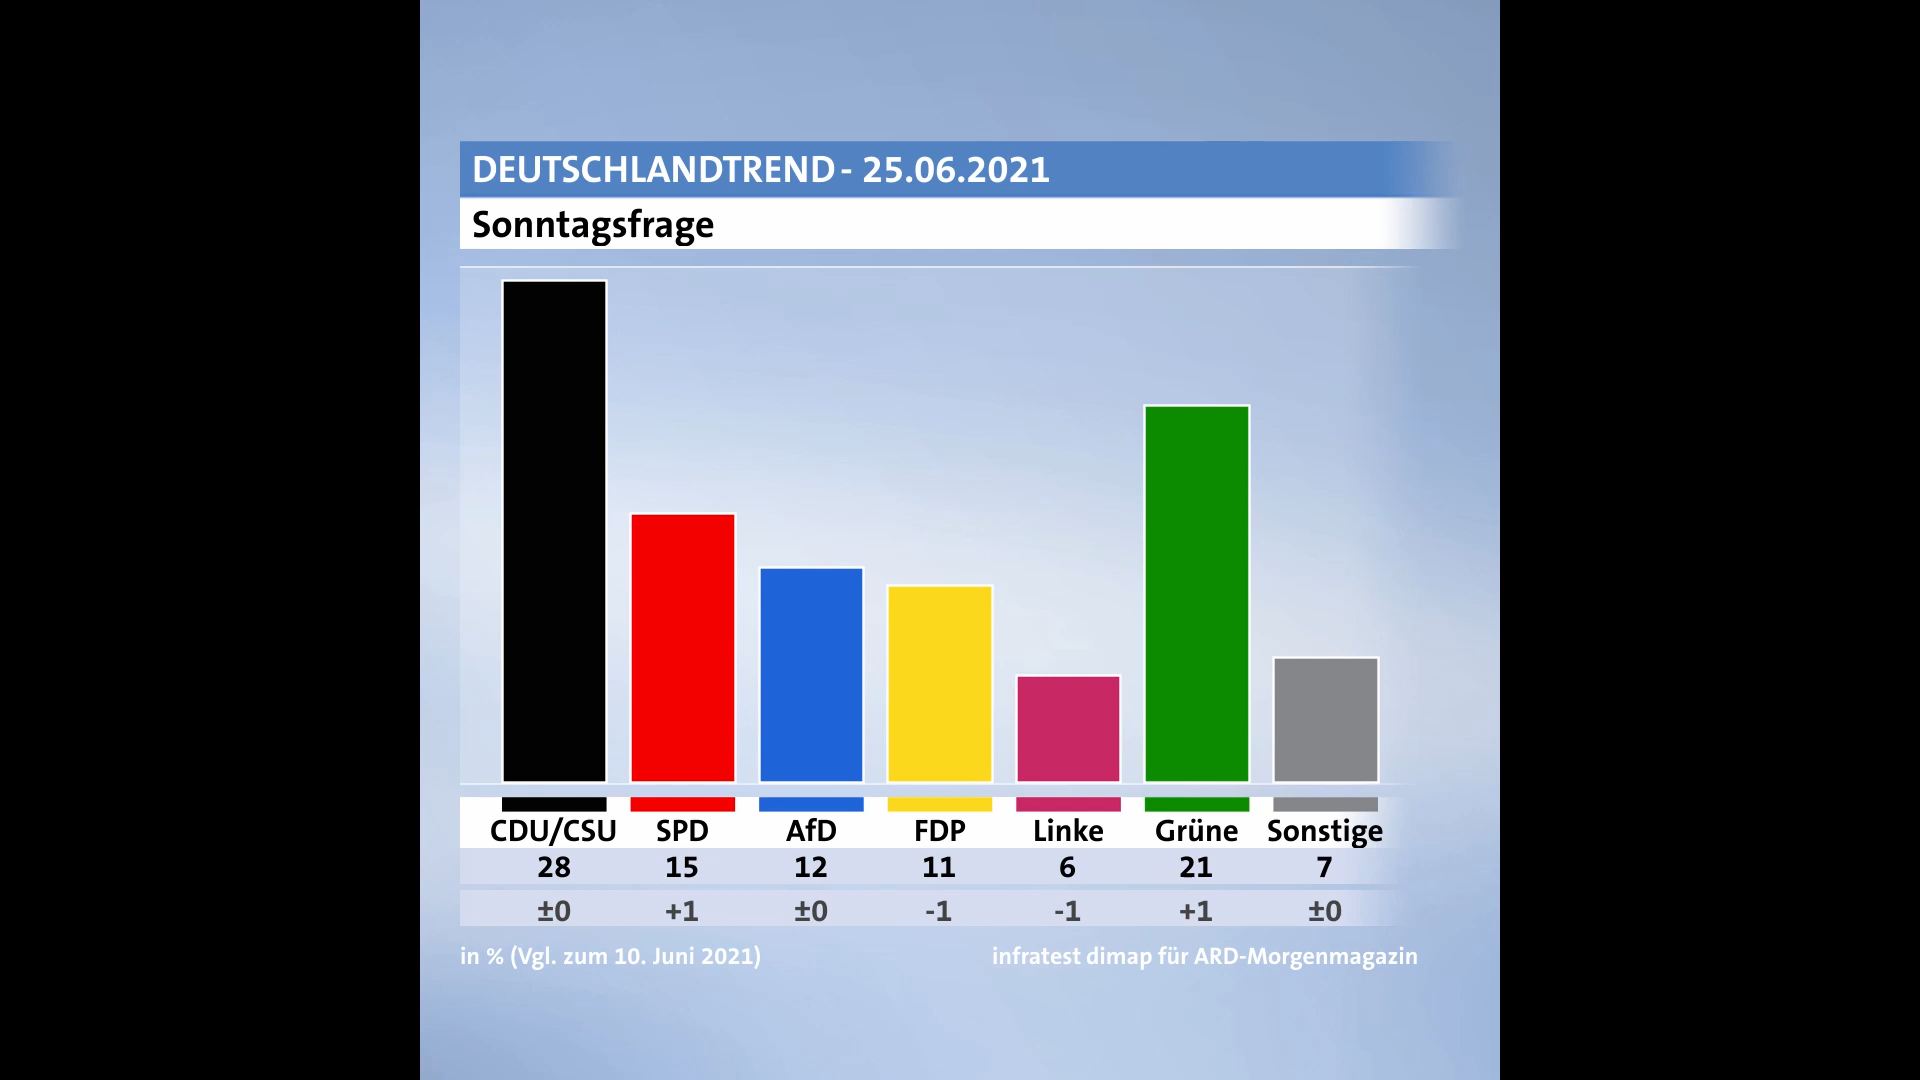 DEUTSCHLANDTREND - 25.06.2021
Sonntagsfrage
CDU/CSU SPD AfD FDP Linke Grüne Sonstige
28 15 12 11 6 21 7
±0 +1 ±0 -1 -1 +1 ±0
in % (Vgl. zum 10. Juni 2021) infratest dimap für ARD-Morgenmagazin